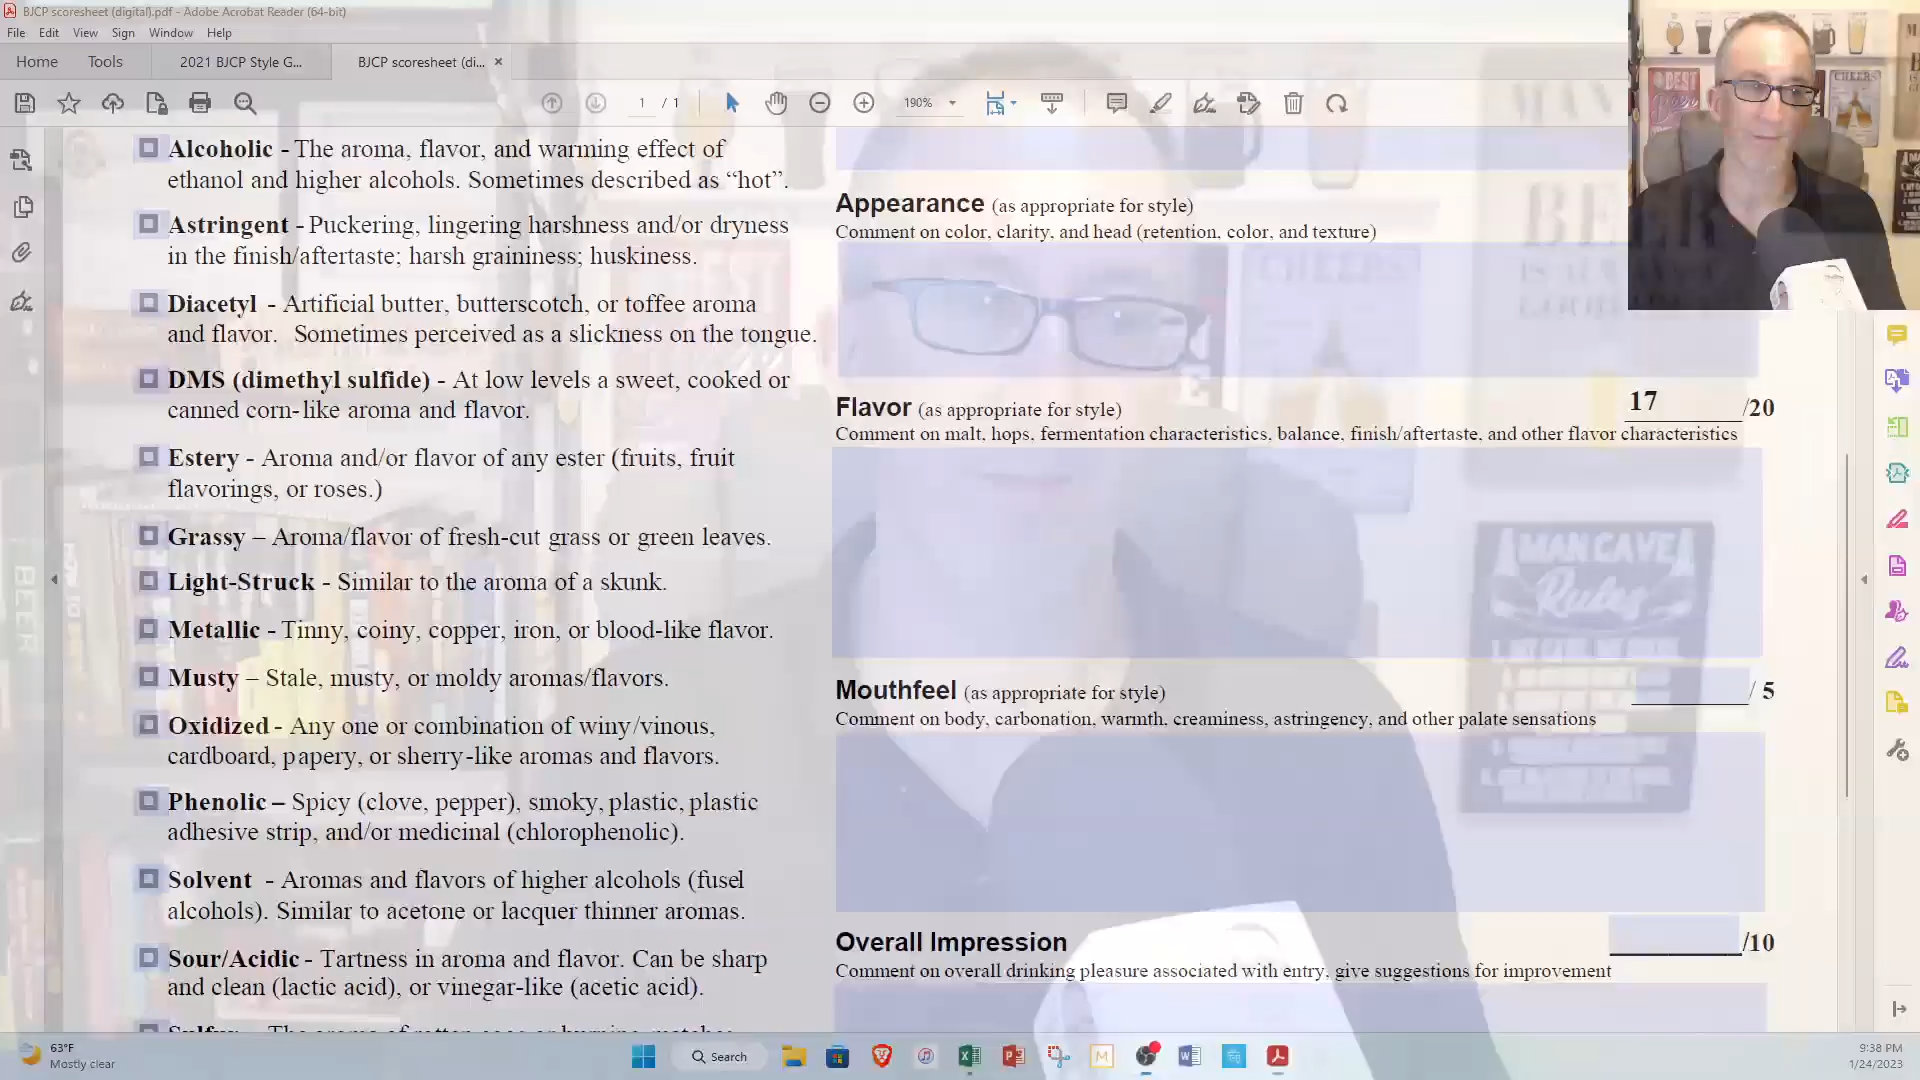 BJCP scoresheet (digital).pdf - Adobe Acrobat Reader (64-bit)
File Edit View Sign Window Help
Home Tools 2021 BJCP Style G... BJCP scoresheet (di... ×
1 / 1 190%
Alcoholic - The aroma, flavor, and warming effect of
ethanol and higher alcohols. Sometimes described as “hot”.
Astringent - Puckering, lingering harshness and/or dryness
in the finish/aftertaste; harsh graininess; huskiness.
Diacetyl - Artificial butter, butterscotch, or toffee aroma
and flavor. Sometimes perceived as a slickness on the tongue.
DMS (dimethyl sulfide) - At low levels a sweet, cooked or
canned corn-like aroma and flavor.
Estery - Aroma and/or flavor of any ester (fruits, fruit
flavorings, or roses.)
Grassy – Aroma/flavor of fresh-cut grass or green leaves.
Light-Struck - Similar to the aroma of a skunk.
Metallic - Tinny, coiny, copper, iron, or blood-like flavor.
Musty – Stale, musty, or moldy aromas/flavors.
Oxidized - Any one or combination of winy/vinous,
cardboard, papery, or sherry-like aromas and flavors.
Phenolic – Spicy (clove, pepper), smoky, plastic, plastic
adhesive strip, and/or medicinal (chlorophenolic).
Solvent - Aromas and flavors of higher alcohols (fusel
alcohols). Similar to acetone or lacquer thinner aromas.
Sour/Acidic - Tartness in aroma and flavor. Can be sharp
and clean (lactic acid), or vinegar-like (acetic acid).
Appearance (as appropriate for style)
Comment on color, clarity, and head (retention, color, and texture)
Flavor (as appropriate for style) 17 /20
Comment on malt, hops, fermentation characteristics, balance, finish/aftertaste, and other flavor characteristics
Mouthfeel (as appropriate for style) / 5
Comment on body, carbonation, warmth, creaminess, astringency, and other palate sensations
Overall Impression /10
Comment on overall drinking pleasure associated with entry, give suggestions for improvement
BEST
Beer
CHEERS
CHEERS
MAN CAVE
Rules
BEER
63°F
Mostly clear
Search
9:38 PM
1/24/2023